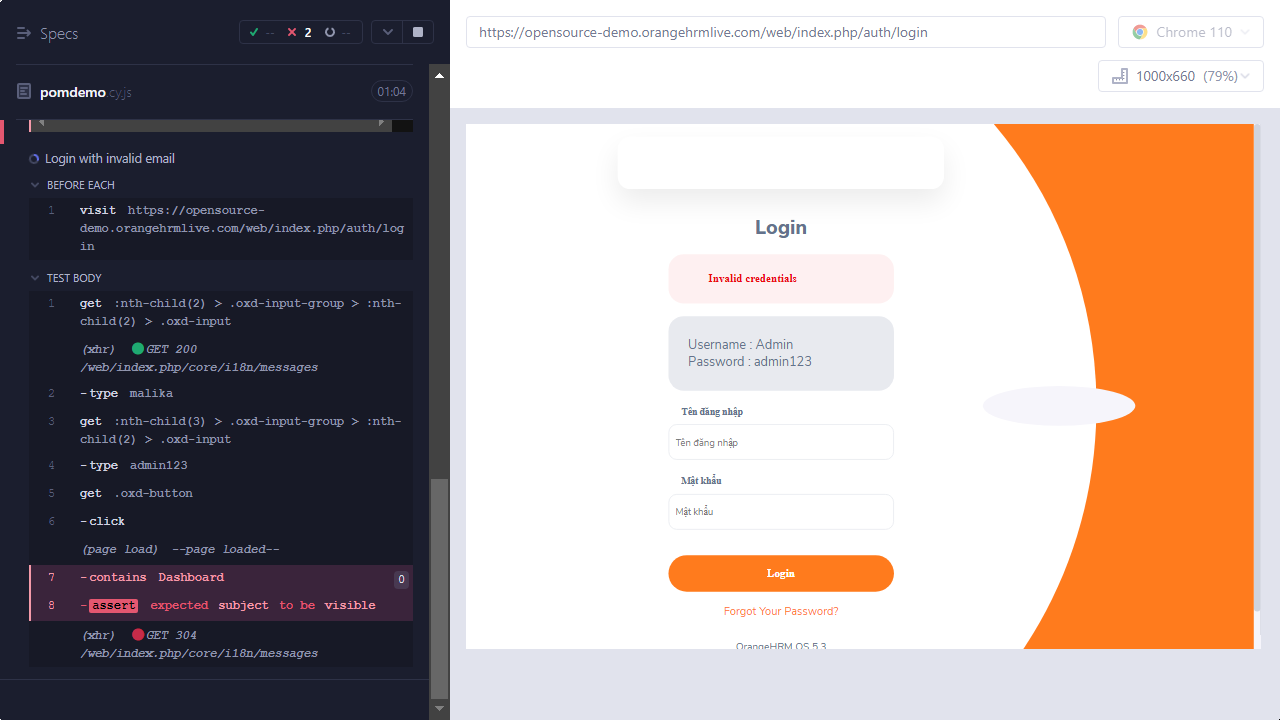 Specs
-- 2 --
pomdemo.cy.js
01:04
Login with invalid email
BEFORE EACH
1 visit https://opensource-
demo.orangehrmlive.com/web/index.php/auth/log
in
TEST BODY
1 get :nth-child(2) > .oxd-input-group > :nth-
child(2) > .oxd-input
(xhr) GET 200
/web/index.php/core/i18n/messages
2 -type malika
3 get :nth-child(3) > .oxd-input-group > :nth-
child(2) > .oxd-input
4 -type admin123
5 get .oxd-button
6 -click
(page load) --page loaded--
7 -contains Dashboard 0
8 -assert expected subject to be visible
(xhr) GET 304
/web/index.php/core/i18n/messages
https://opensource-demo.orangehrmlive.com/web/index.php/auth/login
Chrome 110
1000x660 (79%)
Login
Invalid credentials
Username : Admin
Password : admin123
Tên đăng nhập
Tên đăng nhập
Mật khẩu
Mật khẩu
Login
Forgot Your Password?
OrangeHRM OS 5.3